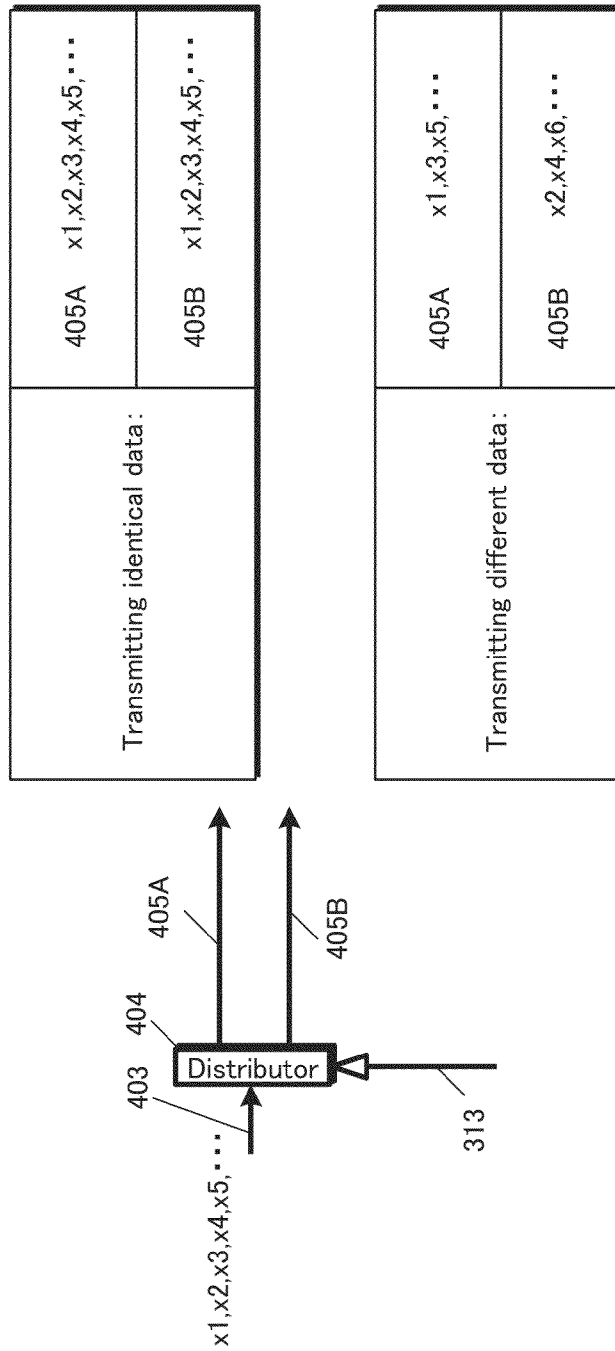 x1,x2,x3,x4,x5,•••
403
404
Distributor
405A
405B
313
Transmitting identical data:
405A x1,x2,x3,x4,x5,•••
405B x1,x2,x3,x4,x5,•••
Transmitting different data:
405A x1,x3,x5,•••
405B x2,x4,x6,•••